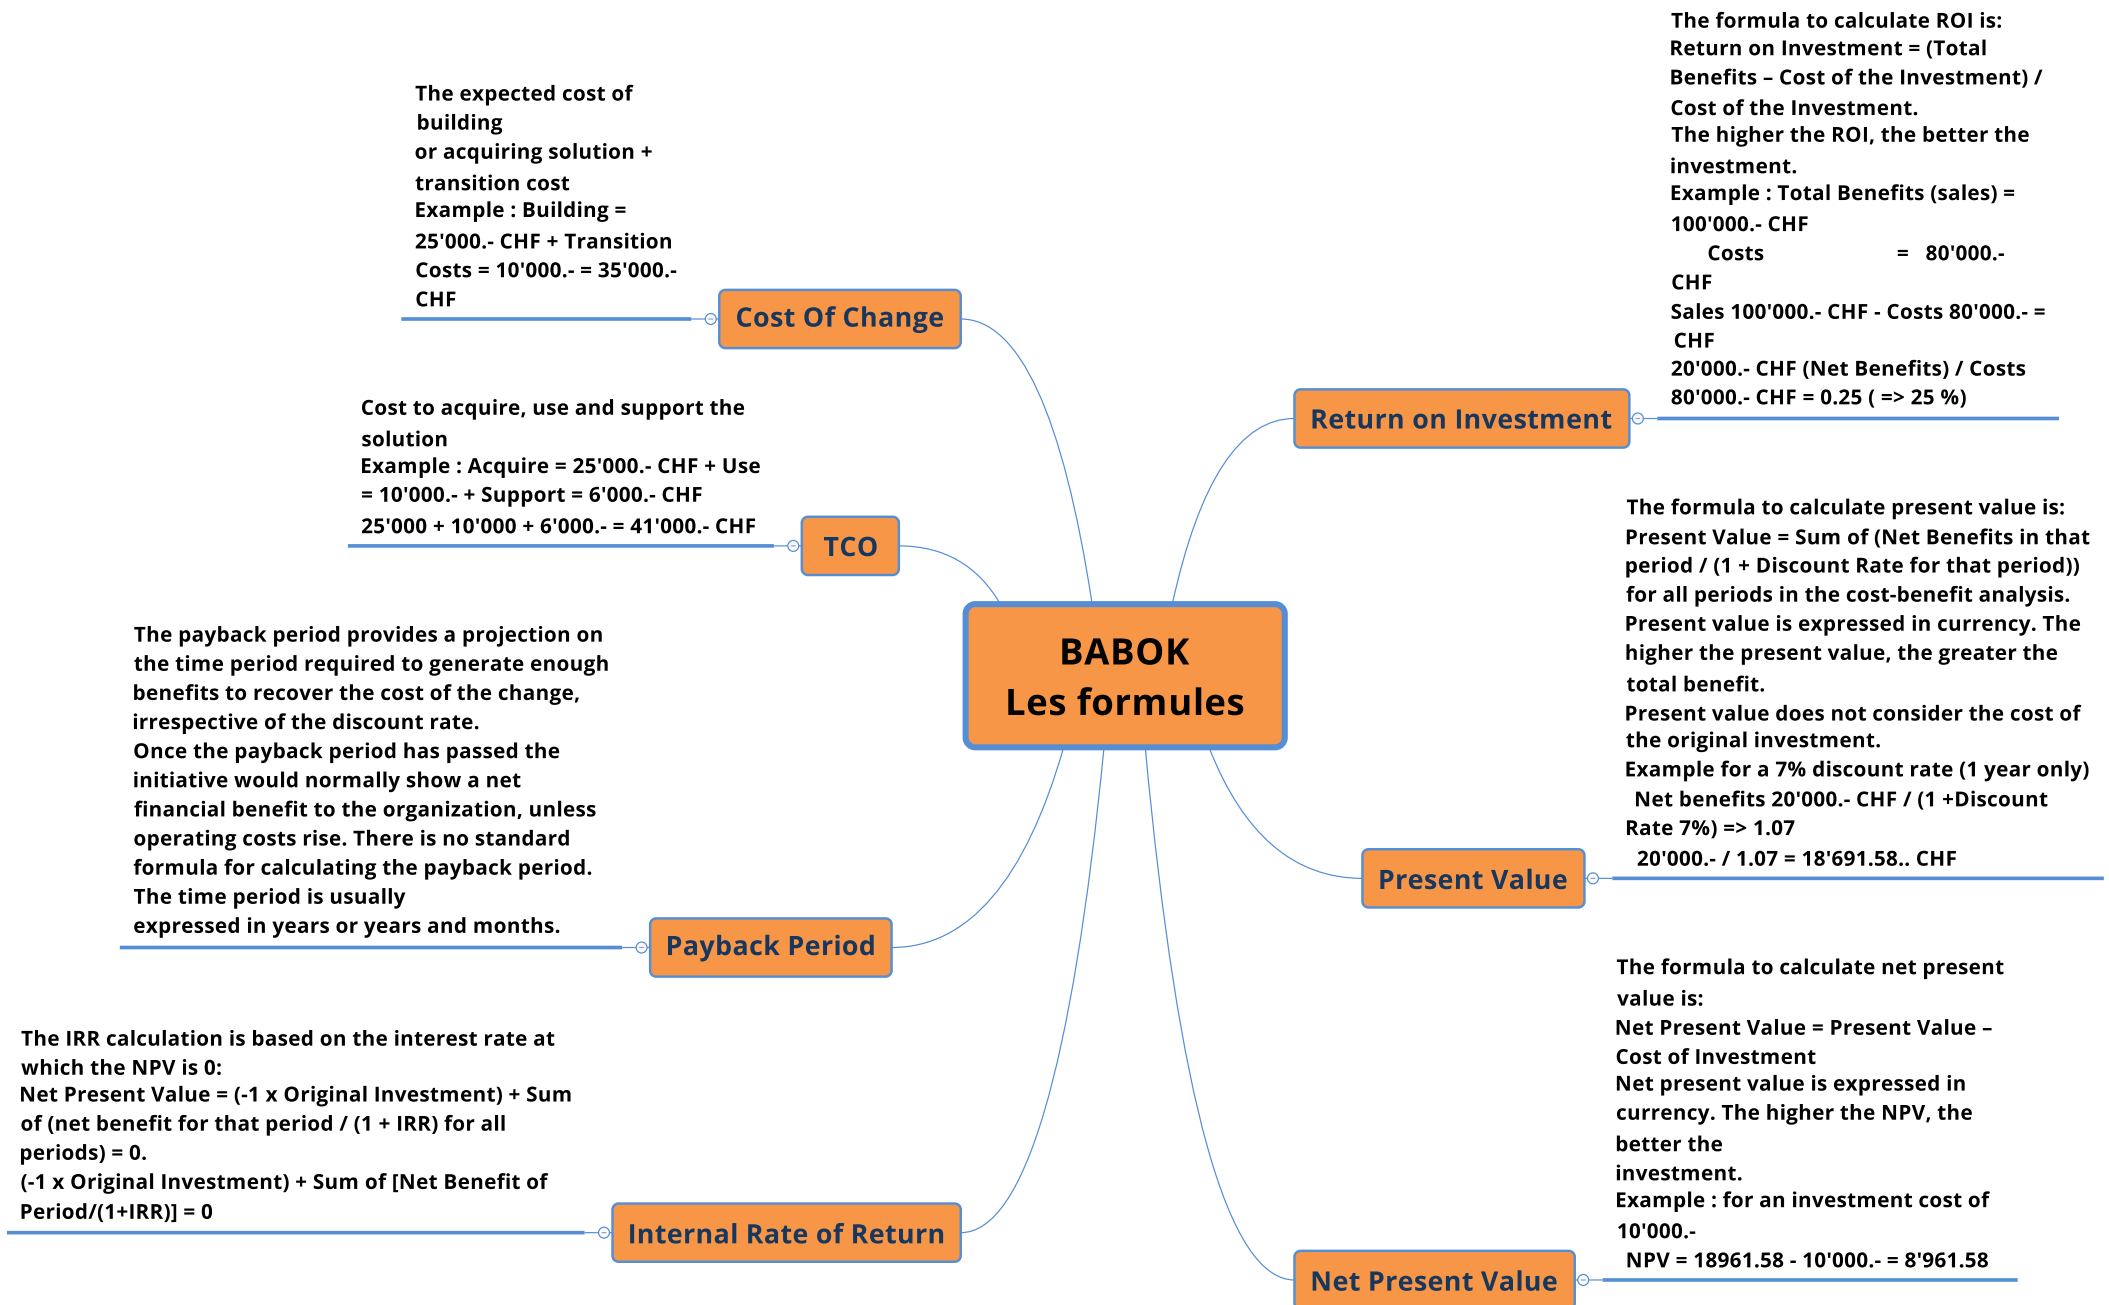 BABOK
Les formules
The formula to calculate ROI is:
Return on Investment = (Total
Benefits – Cost of the Investment) /
Cost of the Investment.
The higher the ROI, the better the
investment.
Example : Total Benefits (sales) =
100'000.- CHF
Costs = 80'000.-
CHF
Sales 100'000.- CHF - Costs 80'000.- =
CHF
20'000.- CHF (Net Benefits) / Costs
80'000.- CHF = 0.25 ( => 25 %)
Return on Investment
The formula to calculate present value is:
Present Value = Sum of (Net Benefits in that
period / (1 + Discount Rate for that period))
for all periods in the cost-benefit analysis.
Present value is expressed in currency. The
higher the present value, the greater the
total benefit.
Present value does not consider the cost of
the original investment.
Example for a 7% discount rate (1 year only)
Net benefits 20'000.- CHF / (1 +Discount
Rate 7%) => 1.07
20'000.- / 1.07 = 18'691.58.. CHF
Present Value
The formula to calculate net present
value is:
Net Present Value = Present Value –
Cost of Investment
Net present value is expressed in
currency. The higher the NPV, the
better the
investment.
Example : for an investment cost of
10'000.-
NPV = 18961.58 - 10'000.- = 8'961.58
Net Present Value
The expected cost of
building
or acquiring solution +
transition cost
Example : Building =
25'000.- CHF + Transition
Costs = 10'000.- = 35'000.-
CHF
Cost Of Change
Cost to acquire, use and support the
solution
Example : Acquire = 25'000.- CHF + Use
= 10'000.- + Support = 6'000.- CHF
25'000 + 10'000 + 6'000.- = 41'000.- CHF
TCO
The payback period provides a projection on
the time period required to generate enough
benefits to recover the cost of the change,
irrespective of the discount rate.
Once the payback period has passed the
initiative would normally show a net
financial benefit to the organization, unless
operating costs rise. There is no standard
formula for calculating the payback period.
The time period is usually
expressed in years or years and months.
Payback Period
The IRR calculation is based on the interest rate at
which the NPV is 0:
Net Present Value = (-1 x Original Investment) + Sum
of (net benefit for that period / (1 + IRR) for all
periods) = 0.
(-1 x Original Investment) + Sum of [Net Benefit of
Period/(1+IRR)] = 0
Internal Rate of Return